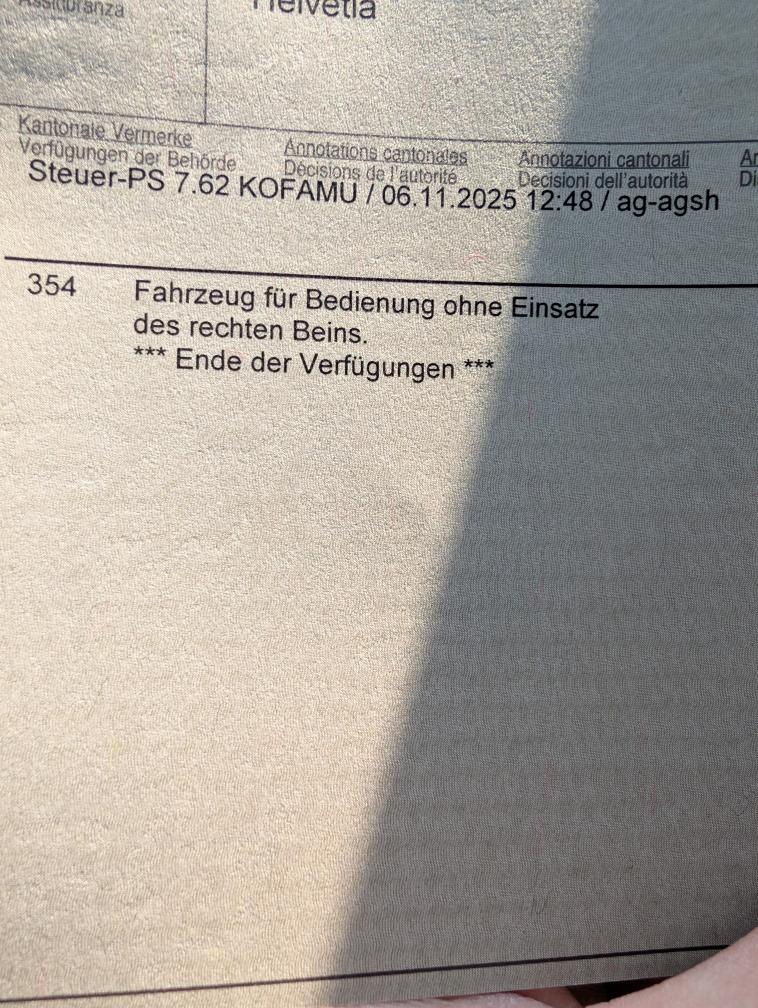 Assicuranza
Helvetia
Kantonale Vermerke
Verfügungen der Behörde
Annotations cantonales
Décisions de l'autorité
Annotazioni cantonali
Decisioni dell'autorità
Steuer-PS 7.62 KOFAMU / 06.11.2025 12:48 / ag-agsh
354 Fahrzeug für Bedienung ohne Einsatz
des rechten Beins.
*** Ende der Verfügungen ***